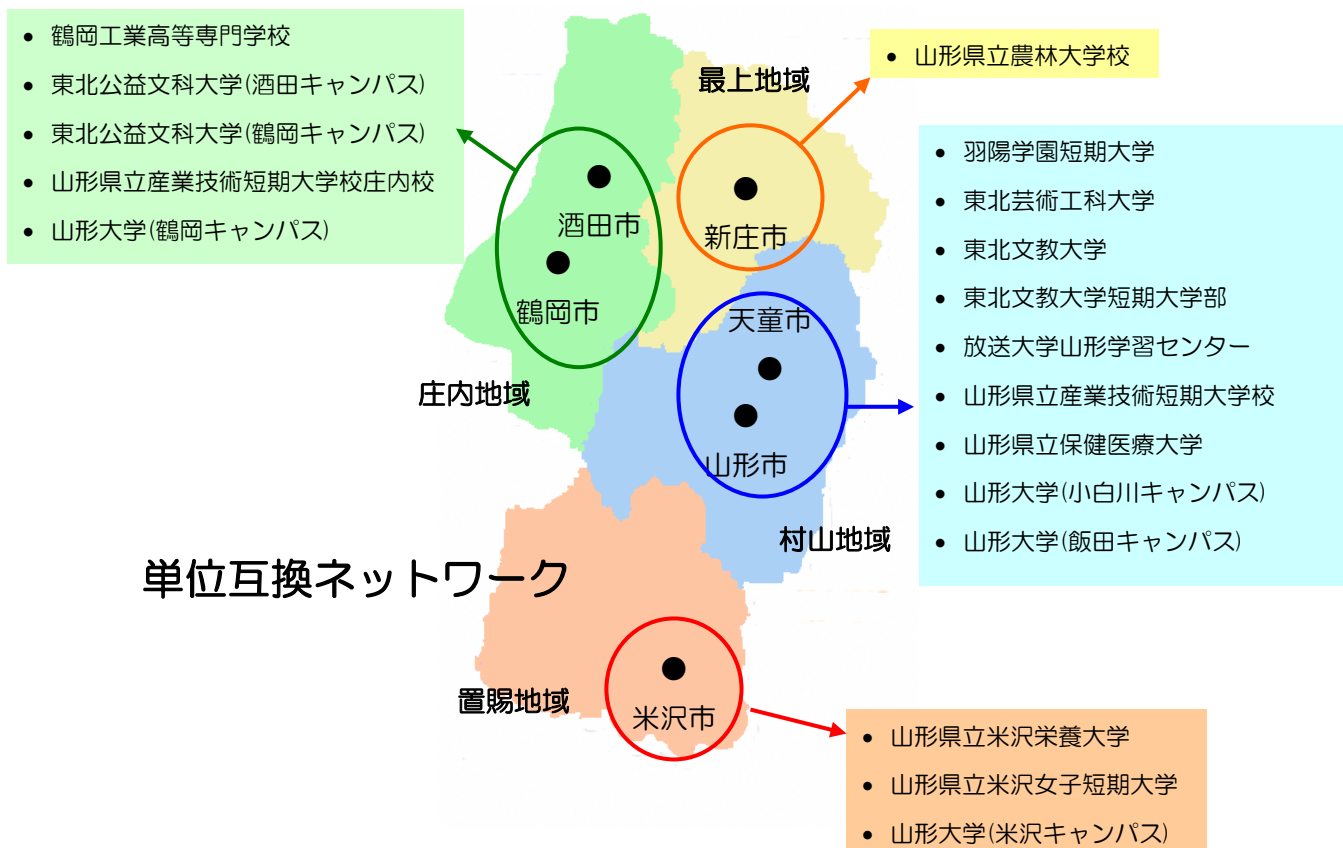 • 鶴岡工業高等専門学校
• 東北公益文科大学(酒田キャンパス)
• 東北公益文科大学(鶴岡キャンパス)
• 山形県立産業技術短期大学校庄内校
• 山形大学(鶴岡キャンパス)
最上地域
• 山形県立農林大学校
酒田市
鶴岡市
新庄市
天童市
山形市
庄内地域
村山地域
• 羽陽学園短期大学
• 東北芸術工科大学
• 東北文教大学
• 東北文教大学短期大学部
• 放送大学山形学習センター
• 山形県立産業技術短期大学校
• 山形県立保健医療大学
• 山形大学(小白川キャンパス)
• 山形大学(飯田キャンパス)
単位互換ネットワーク
置賜地域
米沢市
• 山形県立米沢栄養大学
• 山形県立米沢女子短期大学
• 山形大学(米沢キャンパス)